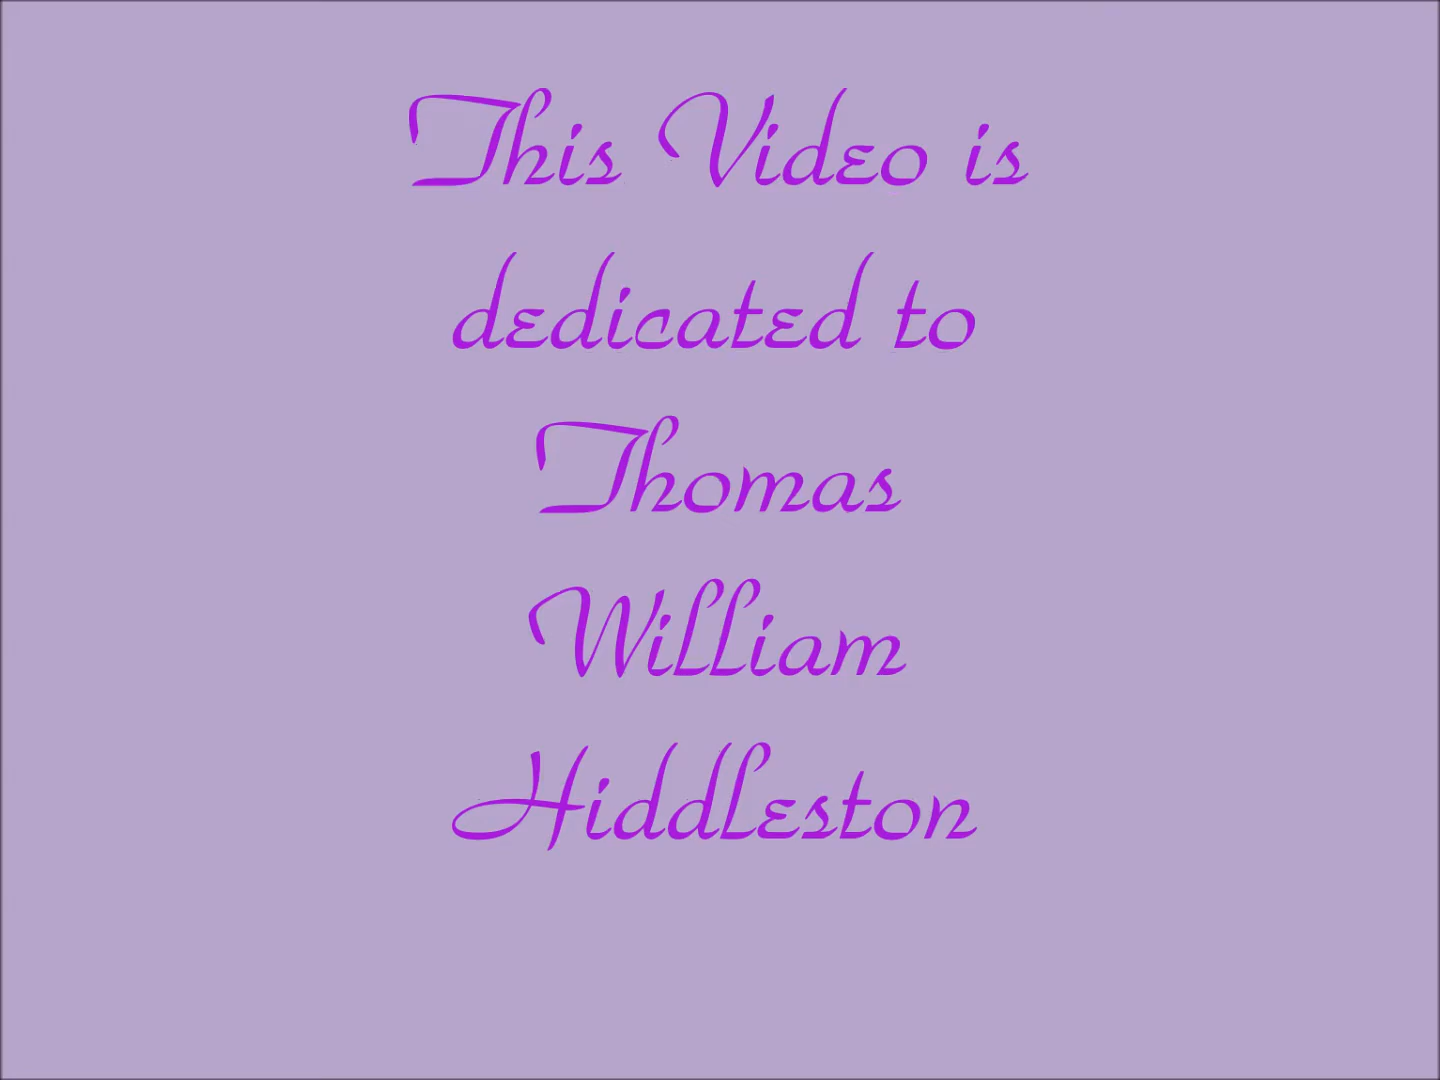 This Video is
dedicated to
Thomas
William
Hiddleston